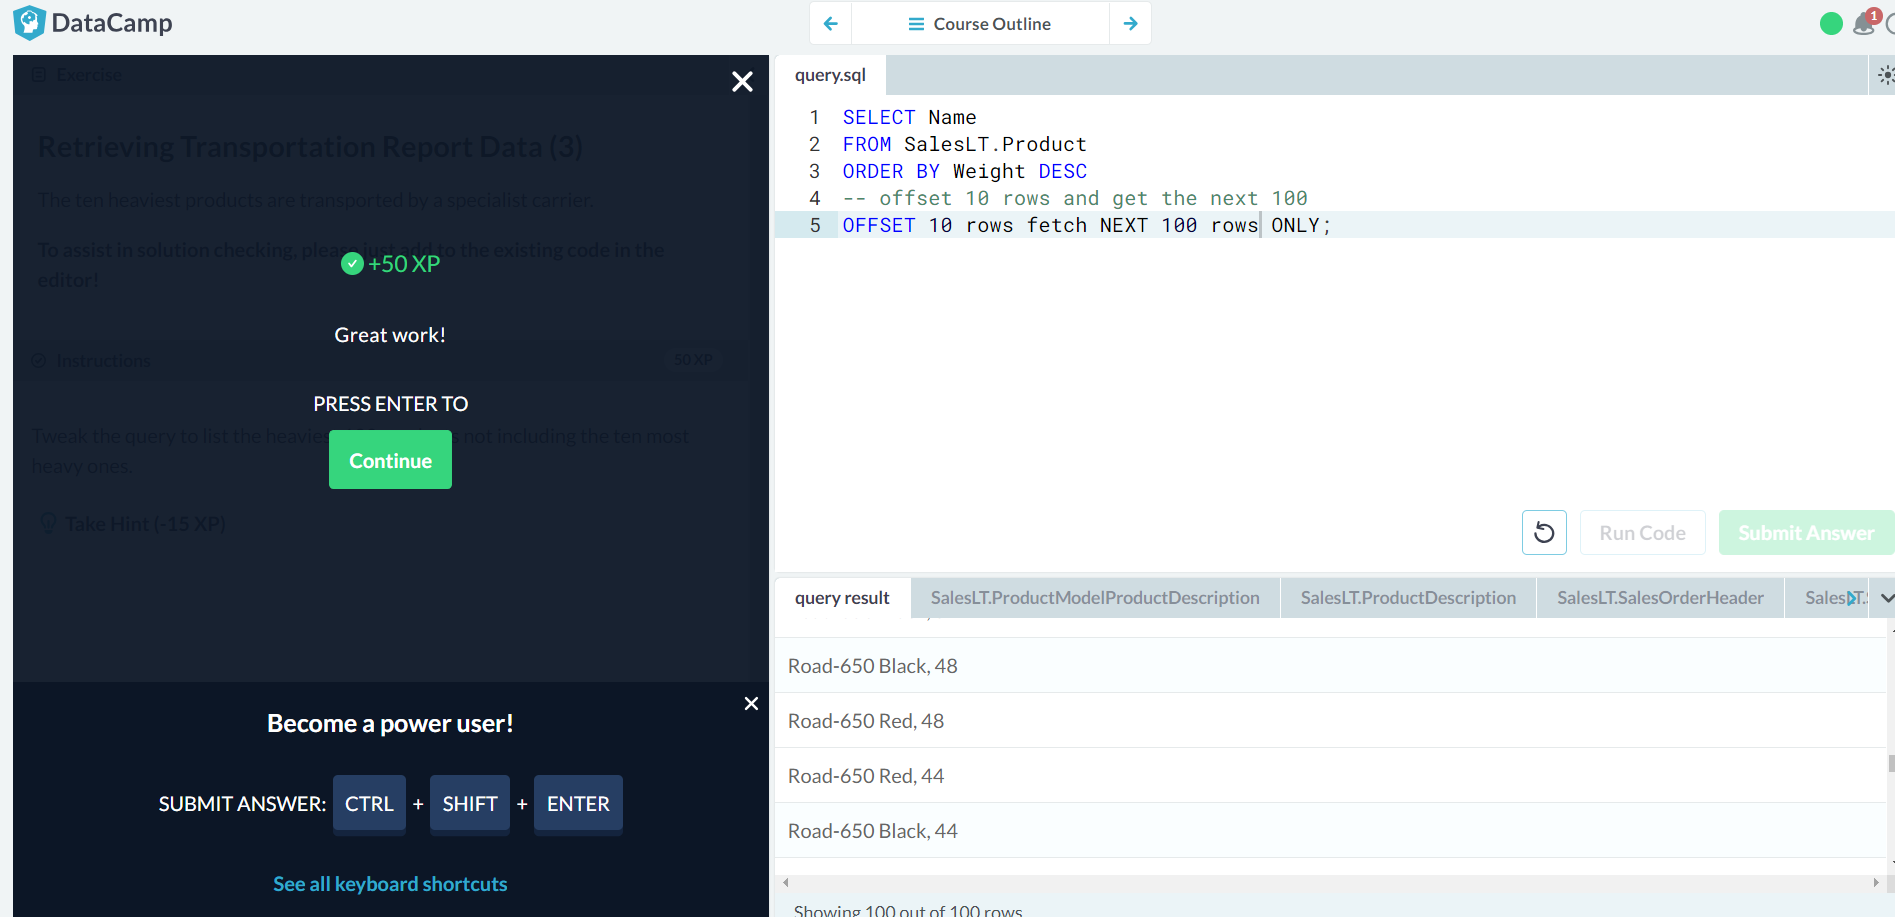 DataCamp
Course Outline
1
Exercise
Retrieving Transportation Report Data (3)
The ten heaviest products are transported by a specialist carrier.
To assist in solution checking, please just add to the existing code in the
editor!
+50 XP
Great work!
Instructions
50 XP
PRESS ENTER TO
Tweak the query to list the heavies not including the ten most
heavy ones.
Continue
Take Hint (-15 XP)
Become a power user!
SUBMIT ANSWER: CTRL + SHIFT + ENTER
See all keyboard shortcuts
query.sql
1 SELECT Name
2 FROM SalesLT.Product
3 ORDER BY Weight DESC
4 -- offset 10 rows and get the next 100
5 OFFSET 10 rows fetch NEXT 100 rows ONLY;
Run Code
Submit Answer
query result
SalesLT.ProductModelProductDescription
SalesLT.ProductDescription
SalesLT.SalesOrderHeader
SalesLT.
Road-650 Black, 48
Road-650 Red, 48
Road-650 Red, 44
Road-650 Black, 44
Showing 100 out of 100 rows